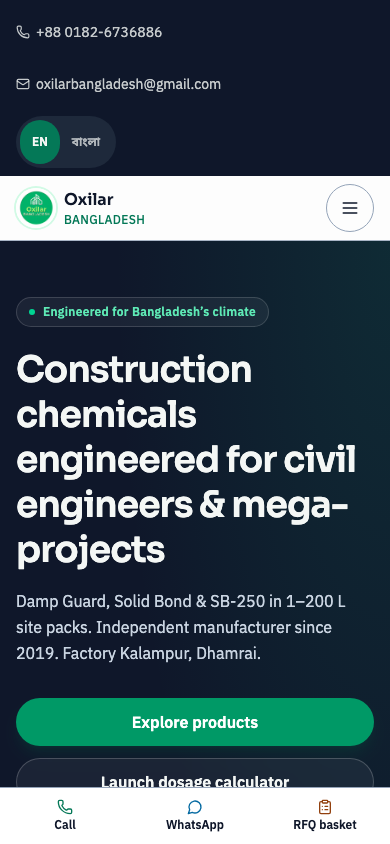 +88 0182-6736886
oxilarbangladesh@gmail.com
EN বাংলা
Oxilar
BANGLADESH
Engineered for Bangladesh’s climate
Construction
chemicals
engineered for civil
engineers & mega-
projects
Damp Guard, Solid Bond & SB-250 in 1–200 L
site packs. Independent manufacturer since
2019. Factory Kalampur, Dhamrai.
Explore products
Launch dosage calculator
Call WhatsApp RFQ basket